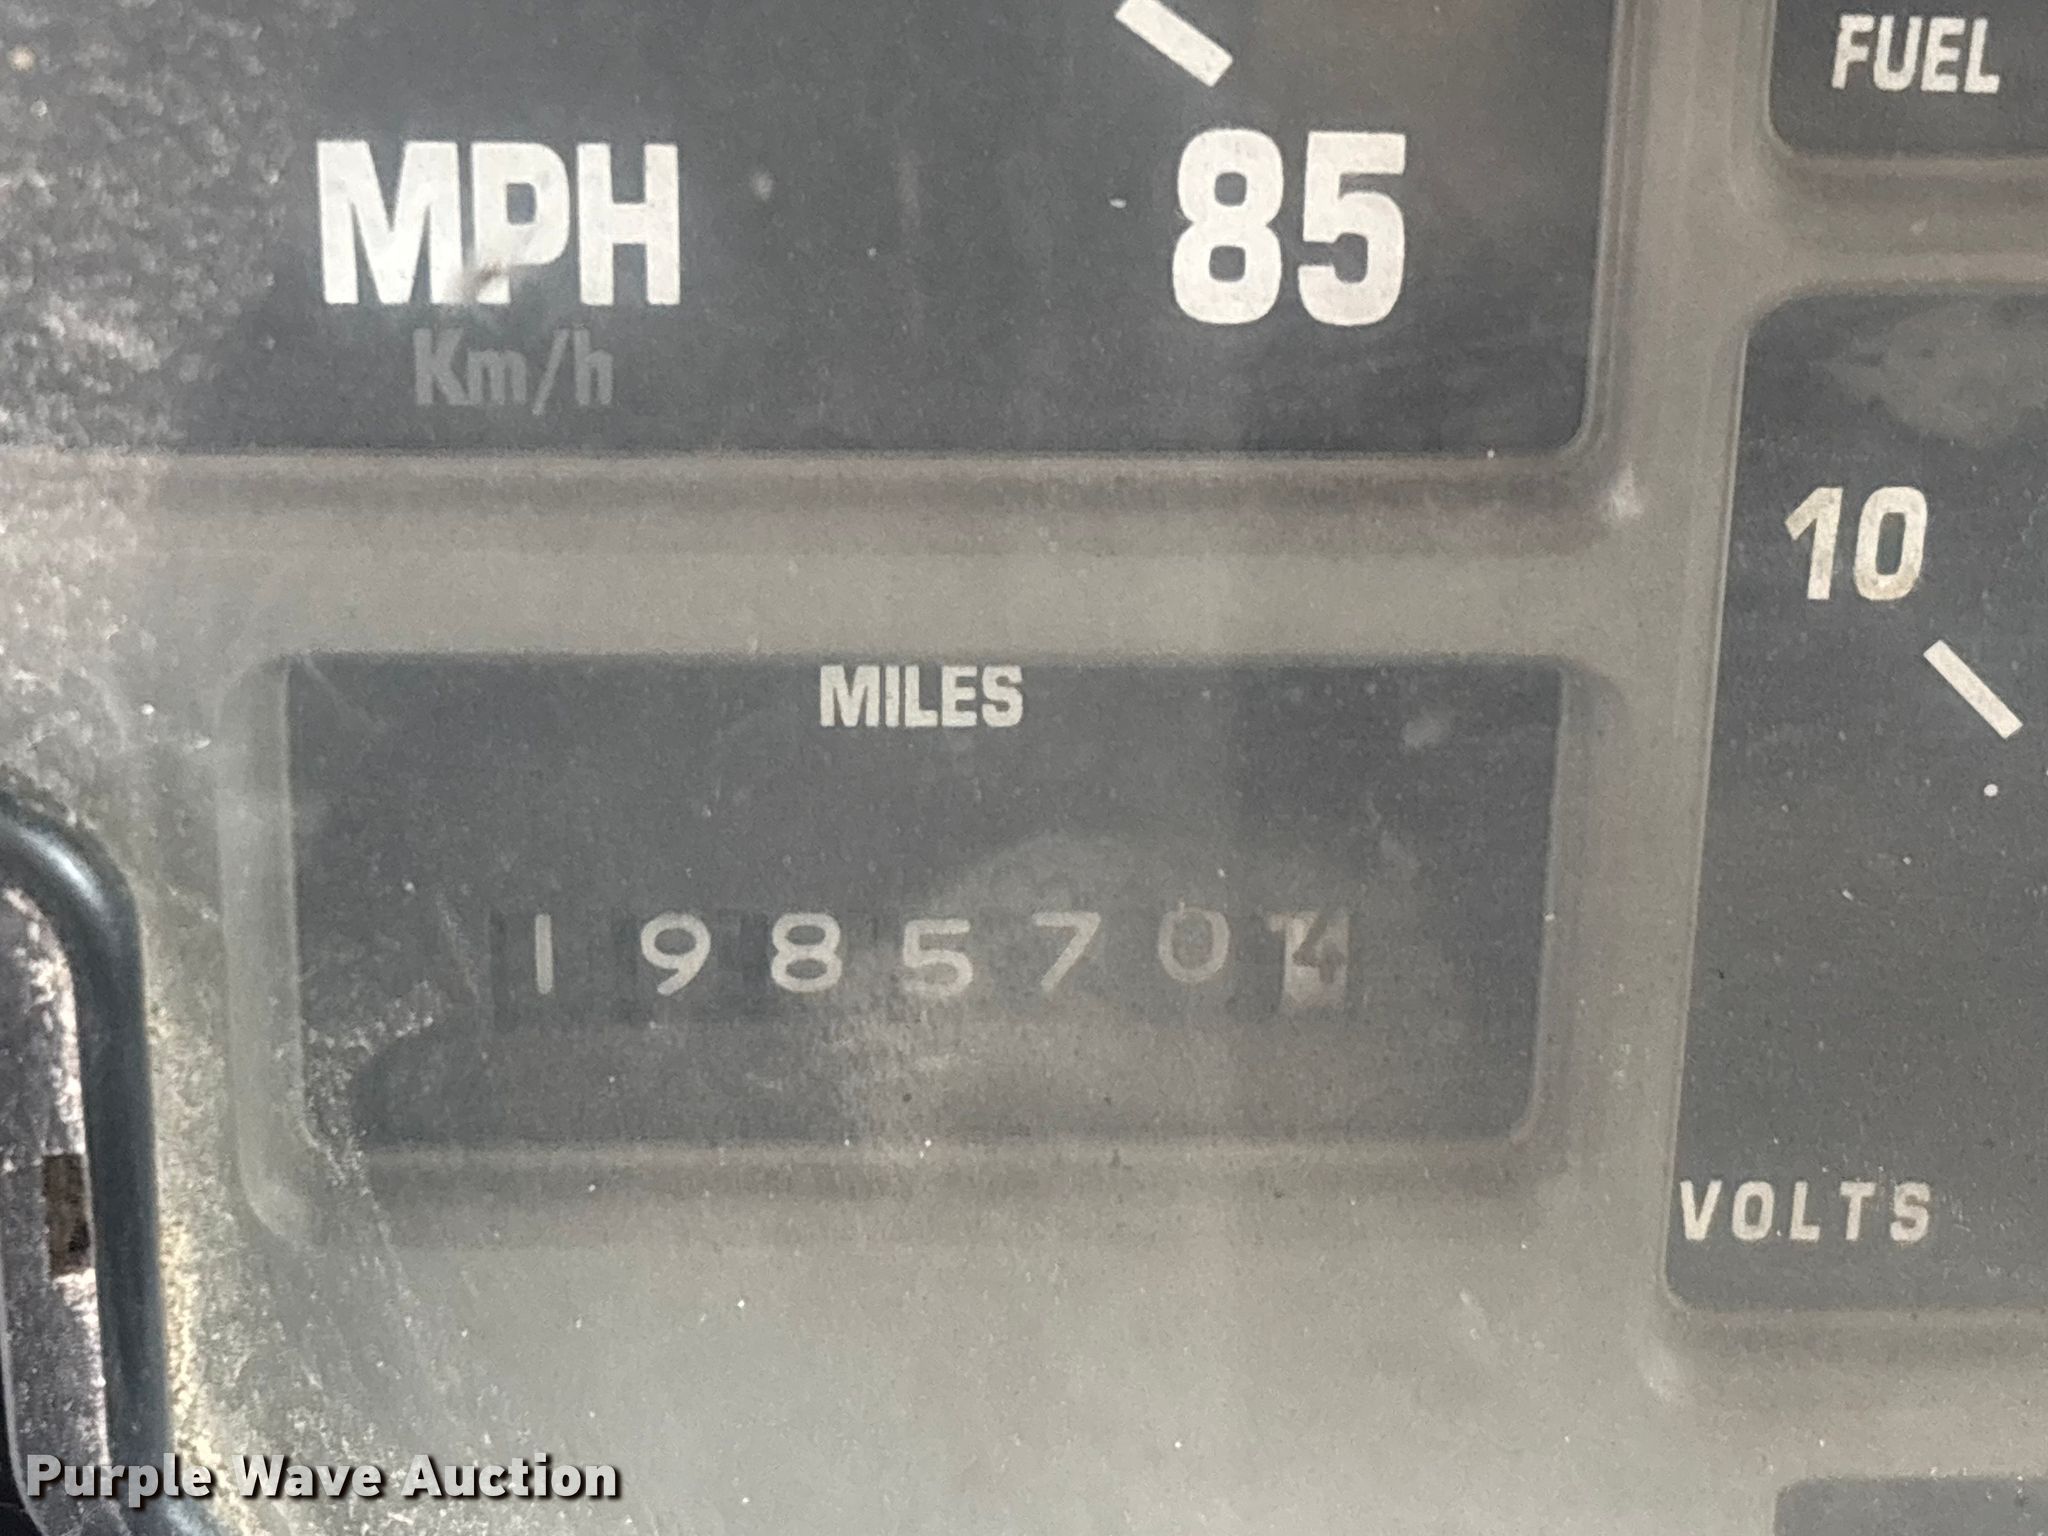 FUEL
MPH
85
Km/h
10
MILES
198570
VOLTS
Purple Wave Auction